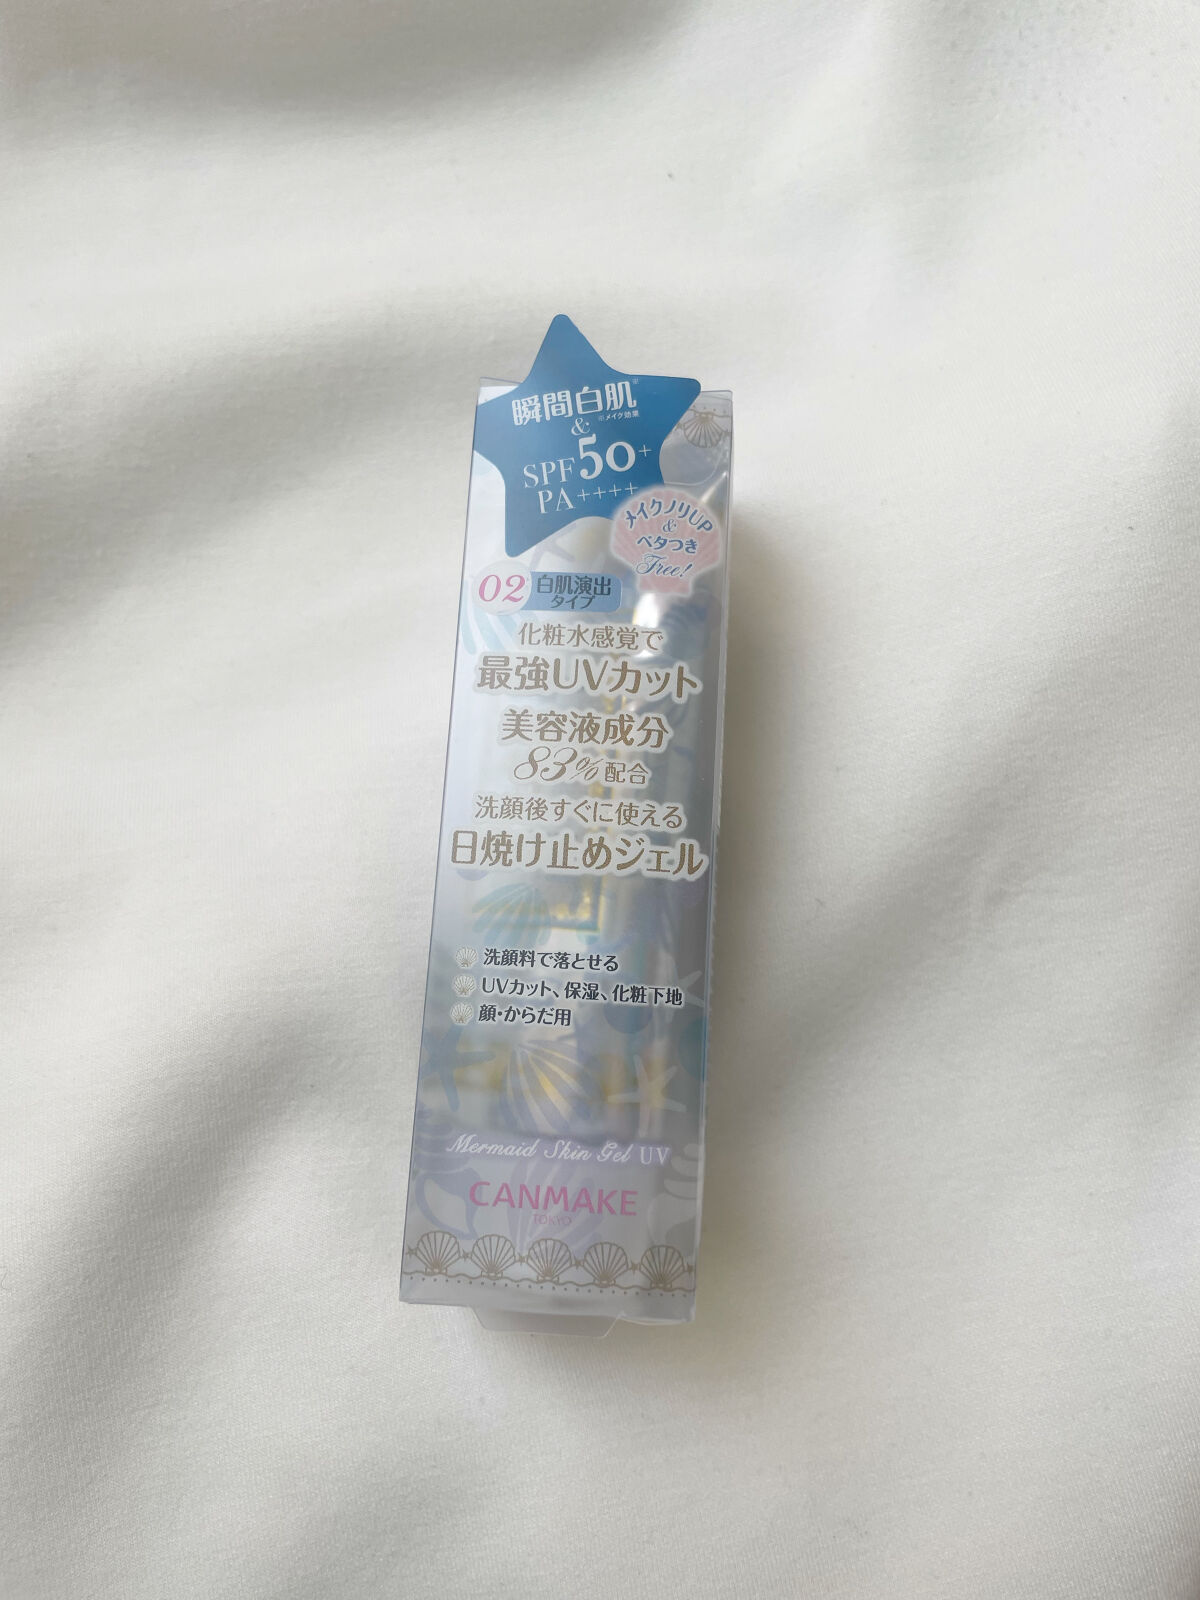 瞬間白肌※
※メイク効果
&
SPF50+
PA++++
メイクノリUP
&
ベタつき
Free!
02 白肌演出
タイプ
化粧水感覚で
最強UVカット
美容液成分
83%配合
洗顔後すぐに使える
日焼け止めジェル
洗顔料で落とせる
UVカット、保湿、化粧下地
顔・からだ用
Mermaid Skin Gel UV
CANMAKE
TOKYO